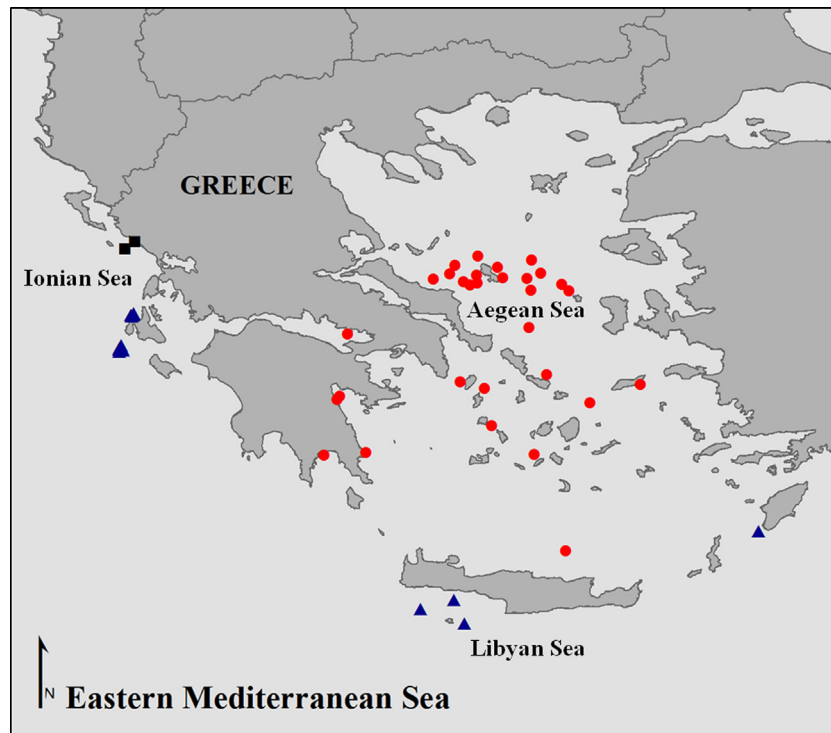 GREECE
Ionian Sea
Aegean Sea
Libyan Sea
N
Eastern Mediterranean Sea